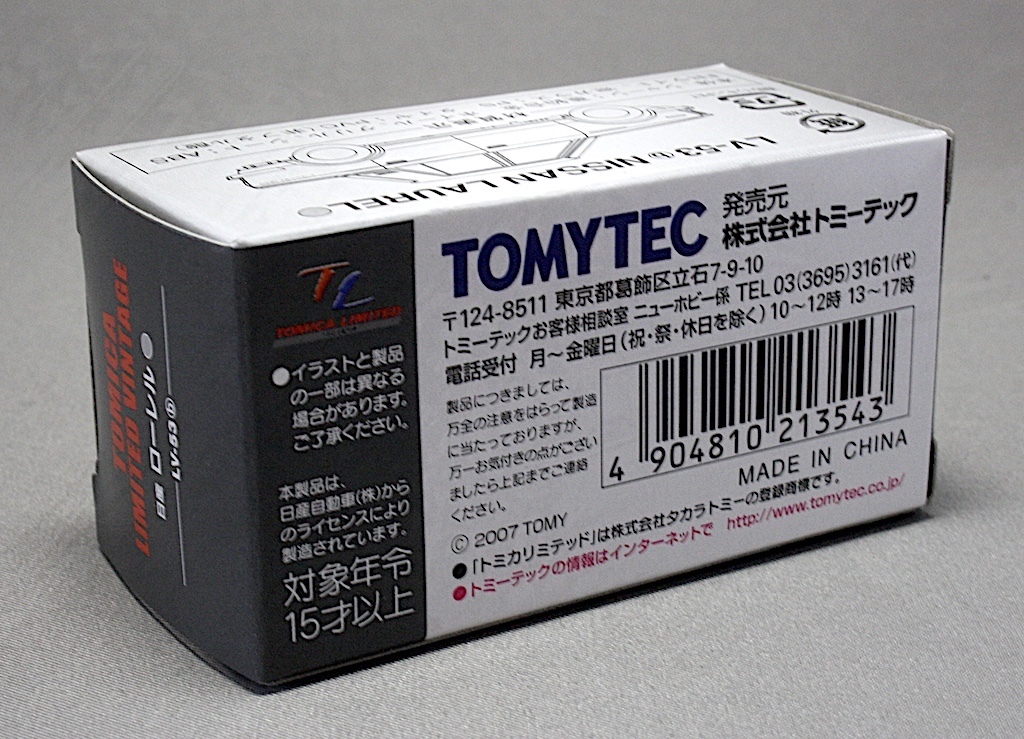 LV-53ⓑ NISSAN LAUREL
TOMYTEC
発売元
株式会社トミーテック
〒124-8511 東京都葛飾区立石7-9-10
トミーテックお客様相談室 ニューホビー係 TEL 03(3695)3161(代)
電話受付 月~金曜日(祝・祭・休日を除く)10~12時 13~17時
製品につきましては、
万全の注意をはらって製造
に当たっておりますが、
万一お気付きの点がござい
ましたら上記までご連絡
ください。
4 904810 213543
MADE IN CHINA
© 2007 TOMY
●「トミカリミテッド」は株式会社タカラトミーの登録商標です。
●トミーテックの情報はインターネットで http://www.tomytec.co.jp/
TL
TOMICA LIMITED
●イラストと製品
の一部は異なる
場合があります。
ご了承ください。
本製品は、
日産自動車(株)から
のライセンスにより
製造されています。
対象年令
15才以上
TOMICA
LIMITED VINTAGE